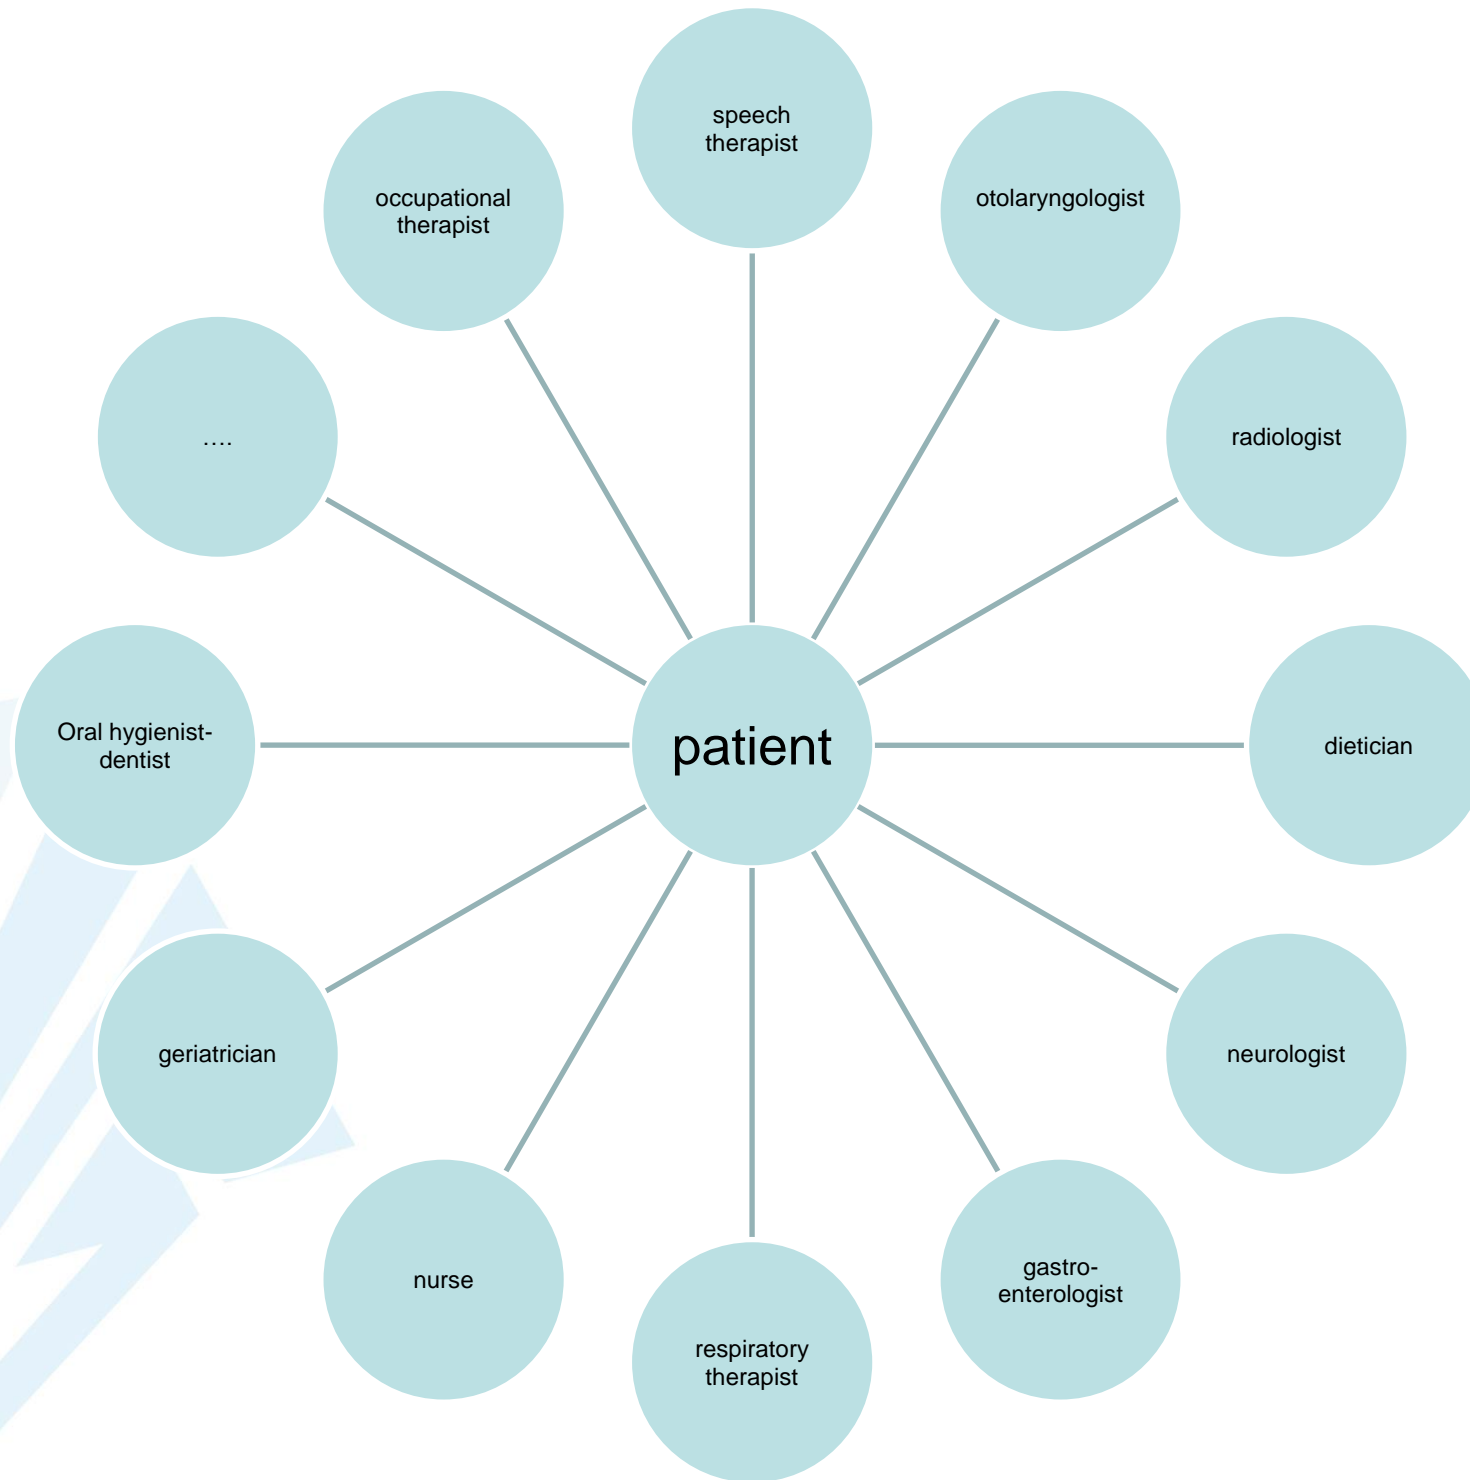 speech
therapist
otolaryngologist
radiologist
dietician
neurologist
gastro-
enterologist
respiratory
therapist
nurse
geriatrician
Oral hygienist-
dentist
….
occupational
therapist
patient